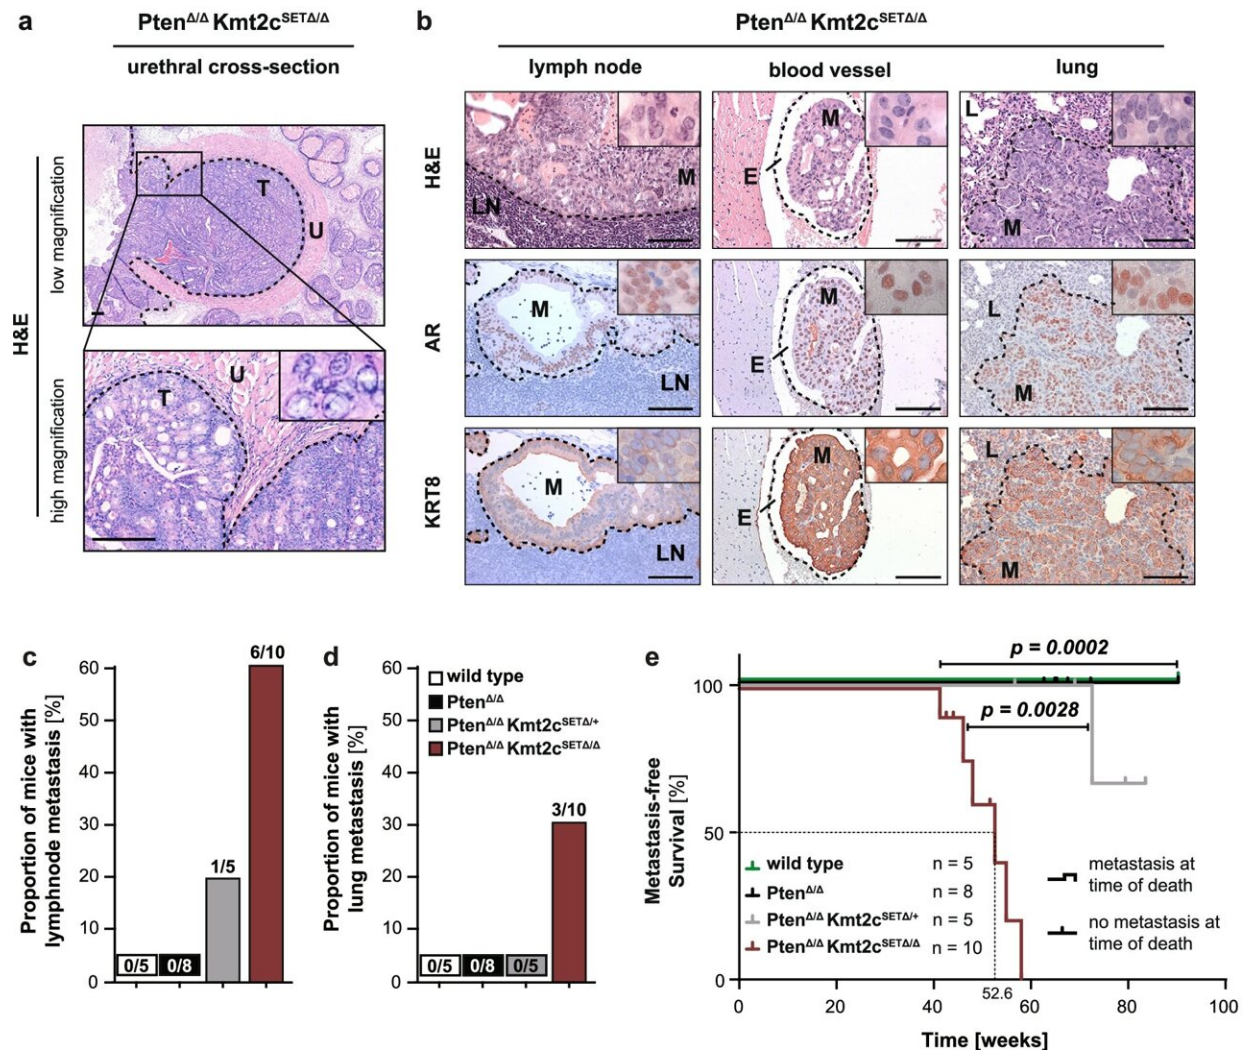 a
Pten^Δ/Δ Kmt2c^SETΔ/Δ
urethral cross-section
H&E
low magnification
T
U
high magnification
T
U
b
Pten^Δ/Δ Kmt2c^SETΔ/Δ
lymph node
blood vessel
lung
H&E
LN
M
E
M
L
M
AR
M
LN
E
M
L
M
KRT8
M
LN
E
M
L
M
c
Proportion of mice with
lymphnode metastasis [%]
60
50
40
30
20
10
0
0/5
0/8
1/5
6/10
d
Proportion of mice with
lung metastasis [%]
60
50
40
30
20
10
0
wild type
Pten^Δ/Δ
Pten^Δ/Δ Kmt2c^SETΔ/+
Pten^Δ/Δ Kmt2c^SETΔ/Δ
0/5
0/8
0/5
3/10
e
Metastasis-free
Survival [%]
100
50
0
p = 0.0002
p = 0.0028
wild type n = 5
Pten^Δ/Δ n = 8
Pten^Δ/Δ Kmt2c^SETΔ/+ n = 5
Pten^Δ/Δ Kmt2c^SETΔ/Δ n = 10
metastasis at
time of death
no metastasis at
time of death
0
20
40
52.6
60
80
100
Time [weeks]